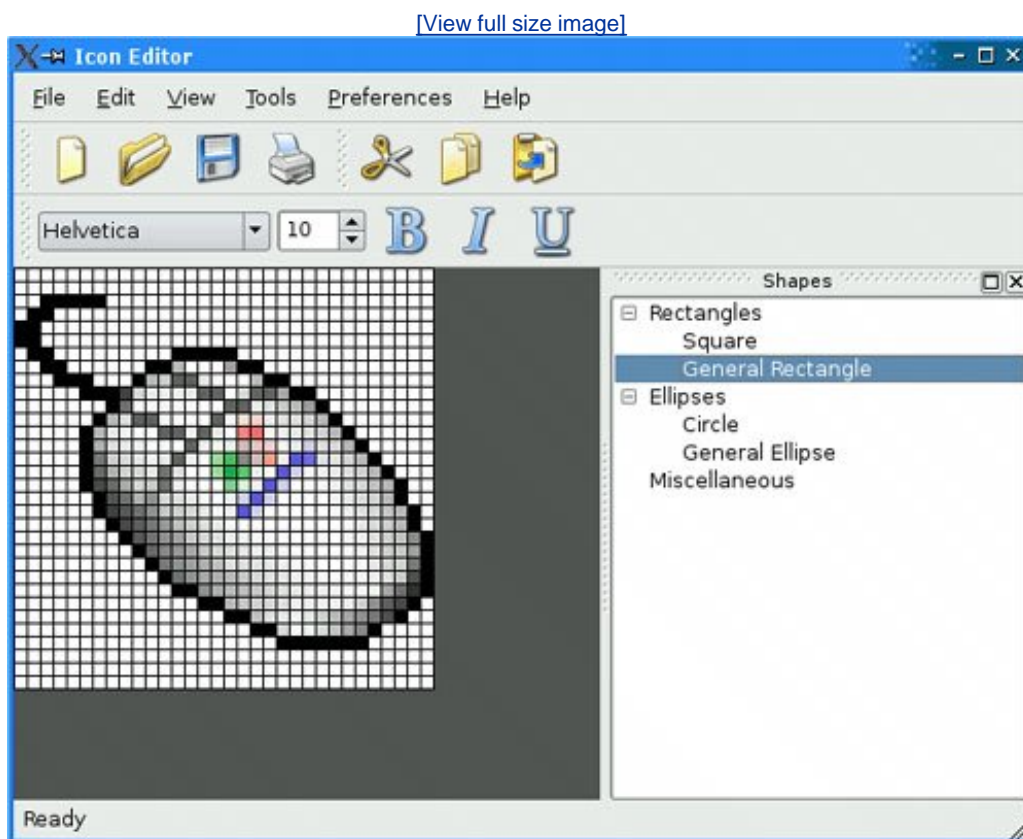 [View full size image]
Icon Editor
File Edit View Tools Preferences Help
Helvetica 10 B I U
Shapes
Rectangles
Square
General Rectangle
Ellipses
Circle
General Ellipse
Miscellaneous
Ready